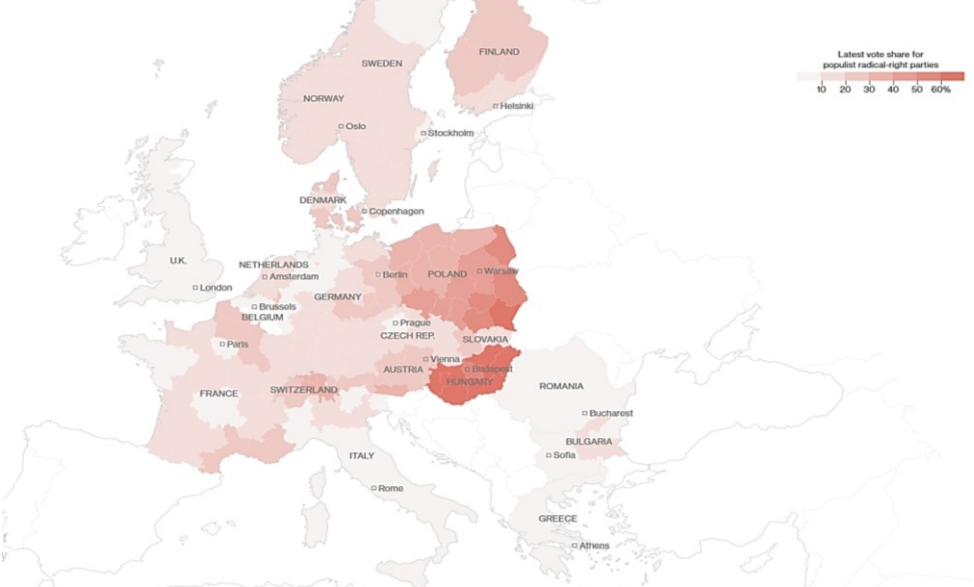 FINLAND
SWEDEN
Latest vote share for
populist radical-right parties
10 20 30 40 50 60%
NORWAY
Helsinki
Oslo
Stockholm
DENMARK
Copenhagen
U.K.
NETHERLANDS
Amsterdam
Berlin
POLAND
Warsaw
London
GERMANY
Brussels
BELGIUM
Prague
CZECH REP.
SLOVAKIA
Paris
Vienna
AUSTRIA
Budapest
HUNGARY
FRANCE
SWITZERLAND
ROMANIA
Bucharest
BULGARIA
Sofia
ITALY
Rome
GREECE
Athens
f
y